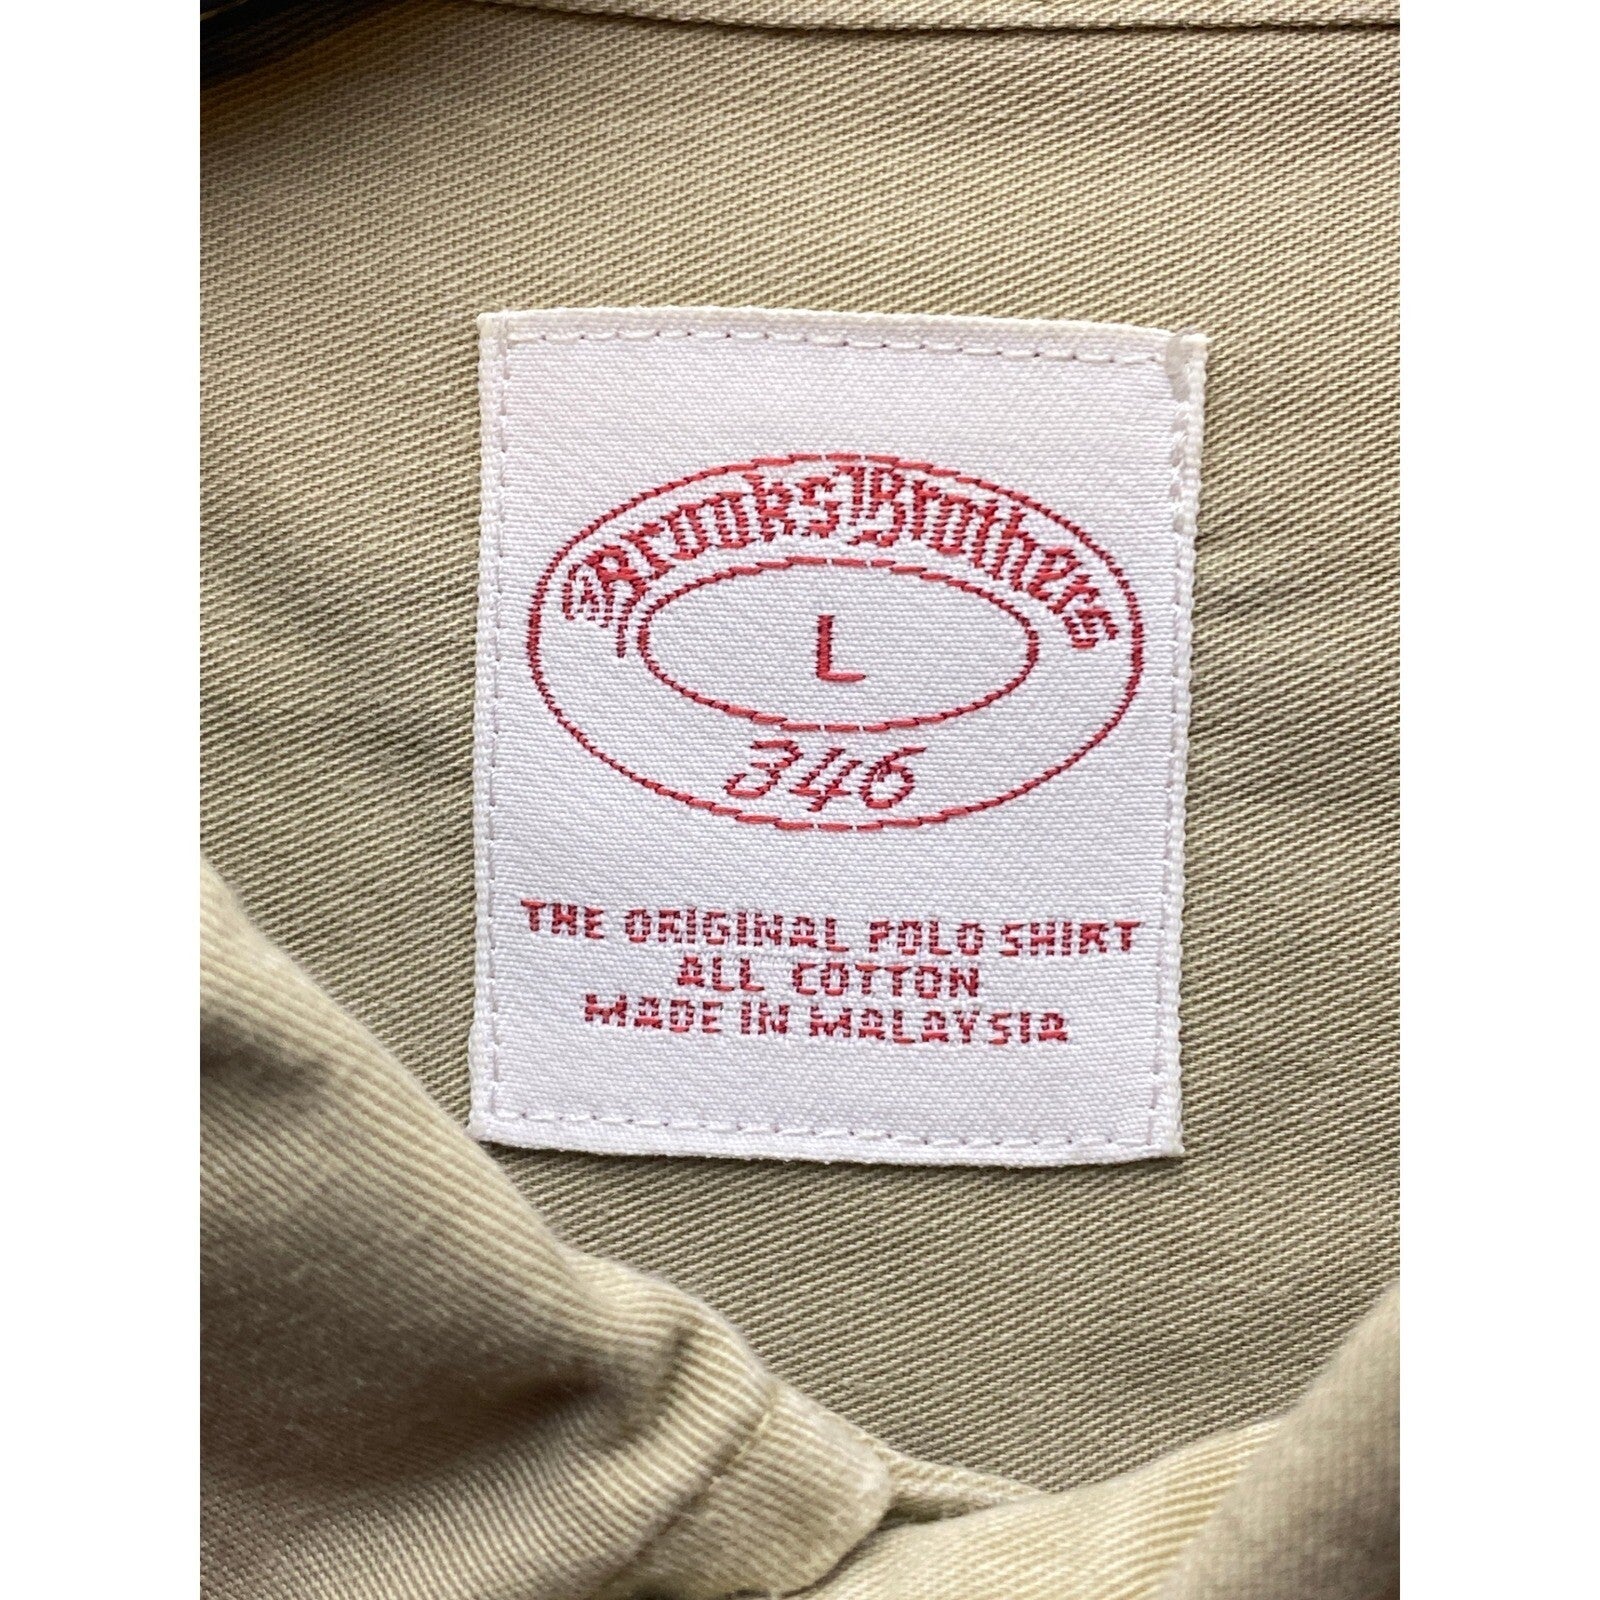 Brooks Brothers
L
346
THE ORIGINAL POLO SHIRT
ALL COTTON
MADE IN MALAYSIA